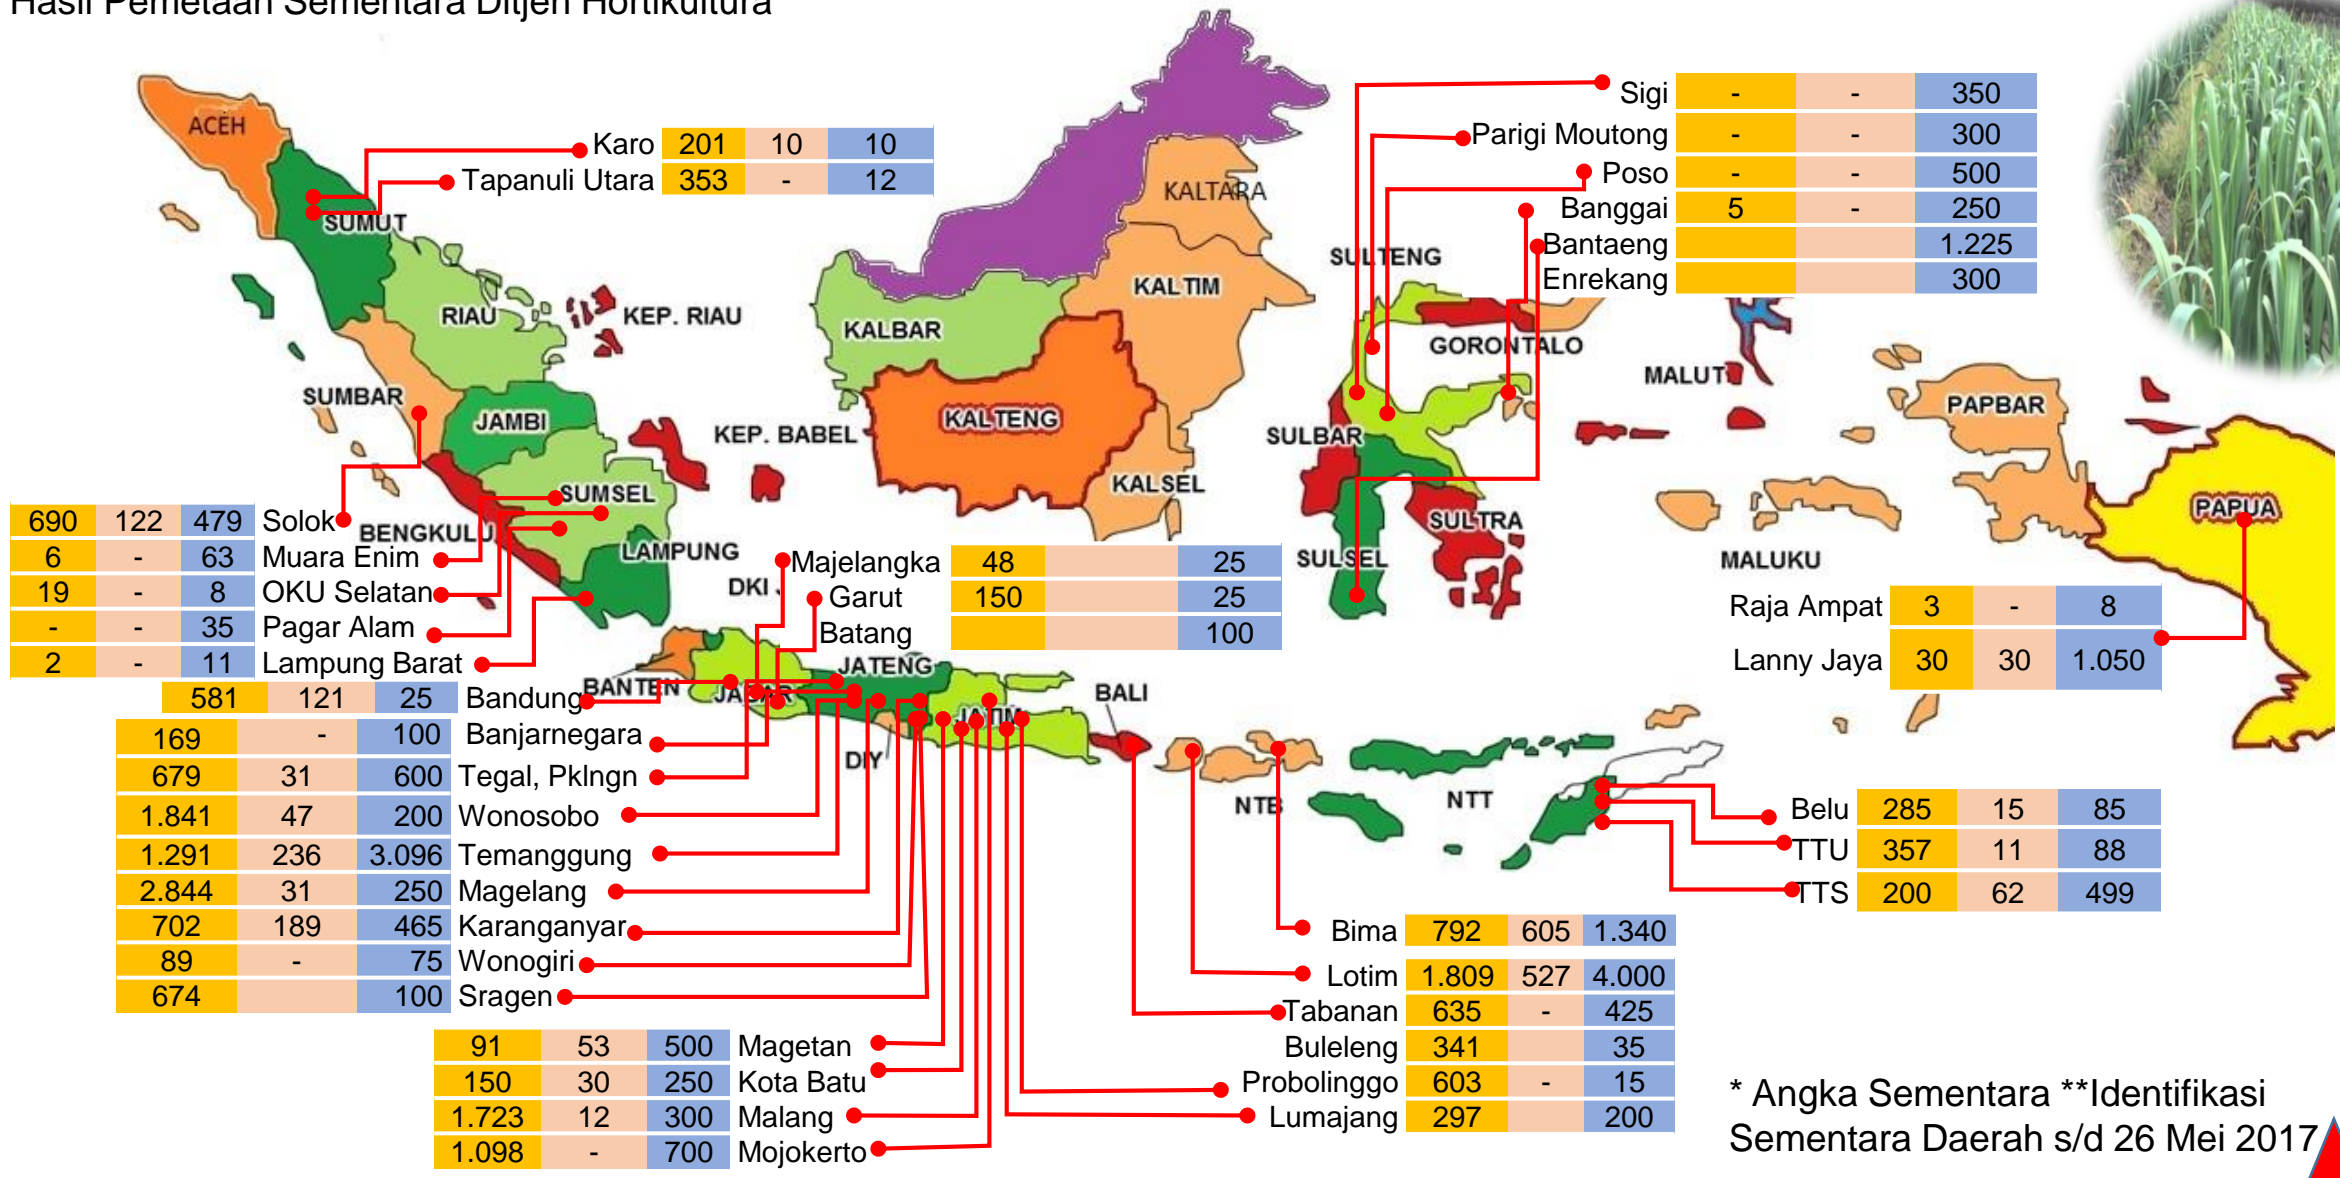 Hasil Pemetaan Sementara Ditjen Hortikultura
ACEH
SUMUT
RIAU
KEP. RIAU
SUMBAR
JAMBI
KEP. BABEL
SUMSEL
BENGKULU
LAMPUNG
DKI J
BANTEN
JABAR
JATENG
DIY
JATIM
BALI
NTB
NTT
KALBAR
KALTENG
KALSEL
KALTIM
KALTARA
SULTENG
GORONTALO
SULBAR
SULSEL
SULTRA
MALUT
MALUKU
PAPBAR
PAPUA
Karo 201 10 10
Tapanuli Utara 353 - 12
Sigi - - 350
Parigi Moutong - - 300
Poso - - 500
Banggai 5 - 250
Bantaeng 1.225
Enrekang 300
690 122 479 Solok
6 - 63 Muara Enim
19 - 8 OKU Selatan
- - 35 Pagar Alam
2 - 11 Lampung Barat
Majelangka 48 25
Garut 150 25
Batang 100
581 121 25 Bandung
169 - 100 Banjarnegara
679 31 600 Tegal, Pklngn
1.841 47 200 Wonosobo
1.291 236 3.096 Temanggung
2.844 31 250 Magelang
702 189 465 Karanganyar
89 - 75 Wonogiri
674 100 Sragen
91 53 500 Magetan
150 30 250 Kota Batu
1.723 12 300 Malang
1.098 - 700 Mojokerto
Raja Ampat 3 - 8
Lanny Jaya 30 30 1.050
Belu 285 15 85
TTU 357 11 88
TTS 200 62 499
Bima 792 605 1.340
Lotim 1.809 527 4.000
Tabanan 635 - 425
Buleleng 341 35
Probolinggo 603 - 15
Lumajang 297 200
* Angka Sementara **Identifikasi
Sementara Daerah s/d 26 Mei 2017